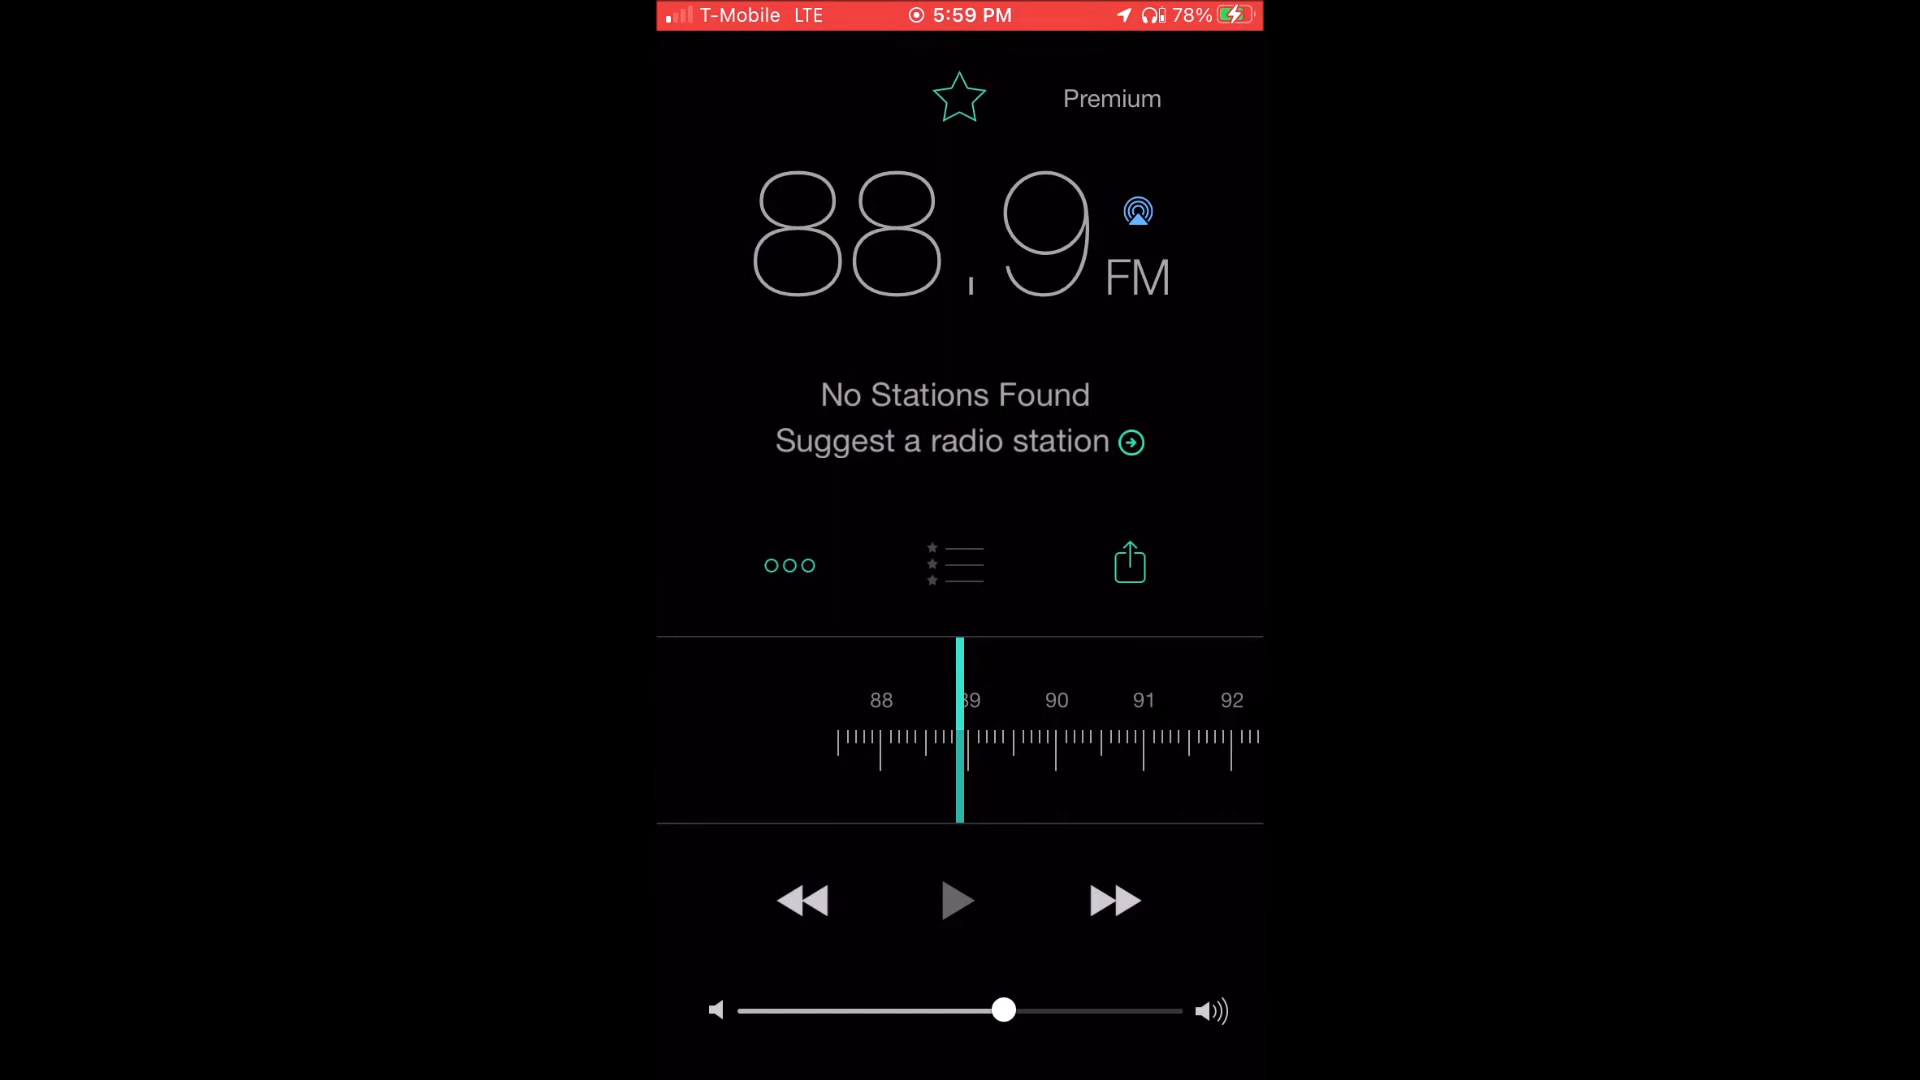 T-Mobile LTE 5:59 PM 78%
Premium
88.9 FM
No Stations Found
Suggest a radio station
88 89 90 91 92